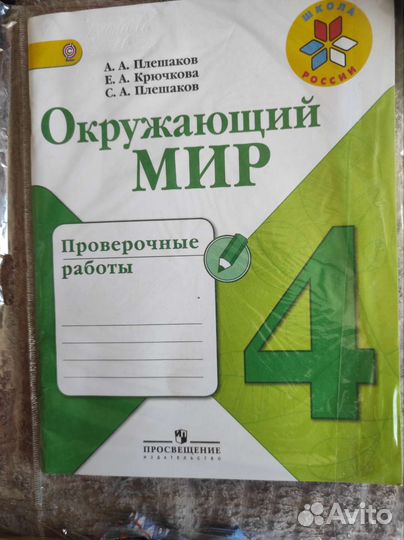 А. А. Плешаков
Е. А. Крючкова
С. А. Плешаков
ШКОЛА
РОССИИ
Окружающий
МИР
Проверочные
работы
4
ПРОСВЕЩЕНИЕ
ИЗДАТЕЛЬСТВО
Avito